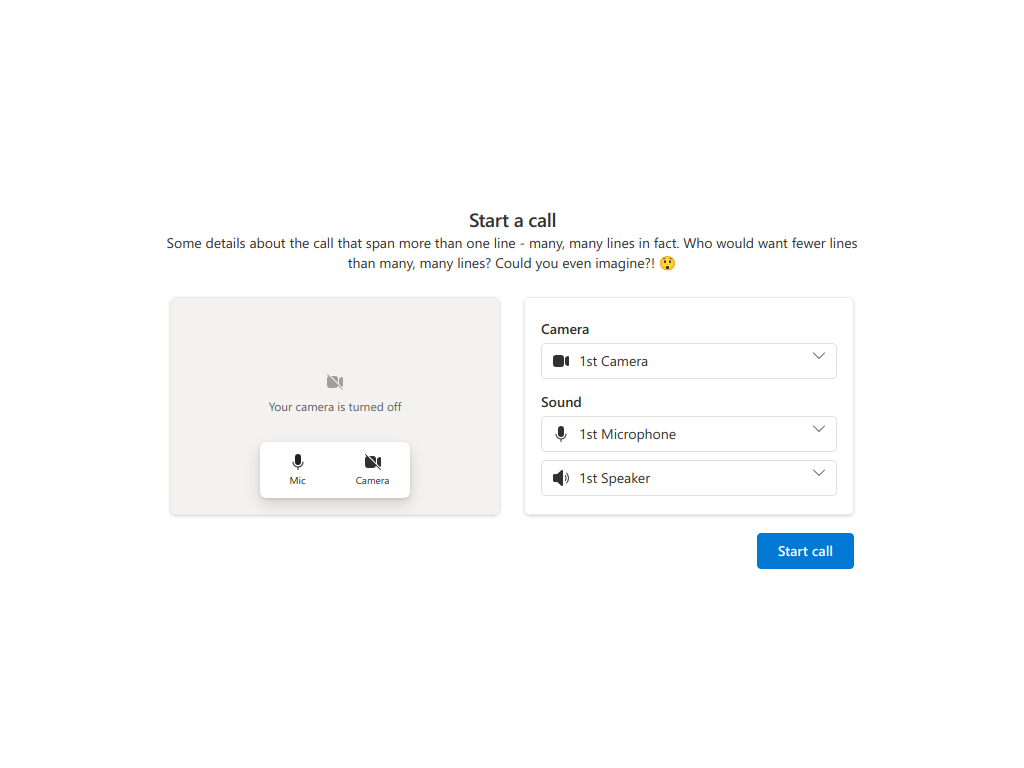 Start a call
Some details about the call that span more than one line - many, many lines in fact. Who would want fewer lines
than many, many lines? Could you even imagine?! 😲
Your camera is turned off
Mic
Camera
Camera
1st Camera
Sound
1st Microphone
1st Speaker
Start call